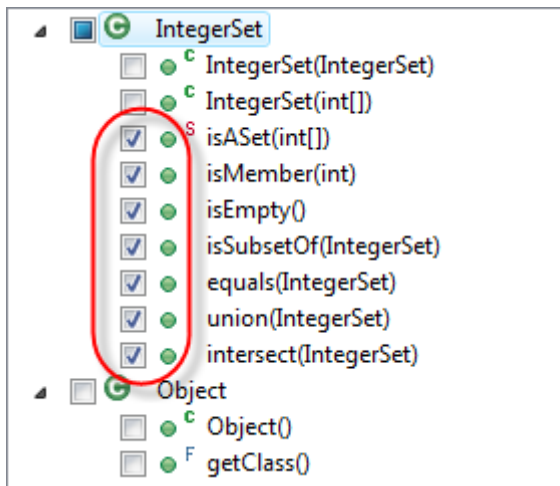 C IntegerSet
C IntegerSet(IntegerSet)
C IntegerSet(int[])
S isASet(int[])
isMember(int)
isEmpty()
isSubsetOf(IntegerSet)
equals(IntegerSet)
union(IntegerSet)
intersect(IntegerSet)
C Object
C Object()
F getClass()